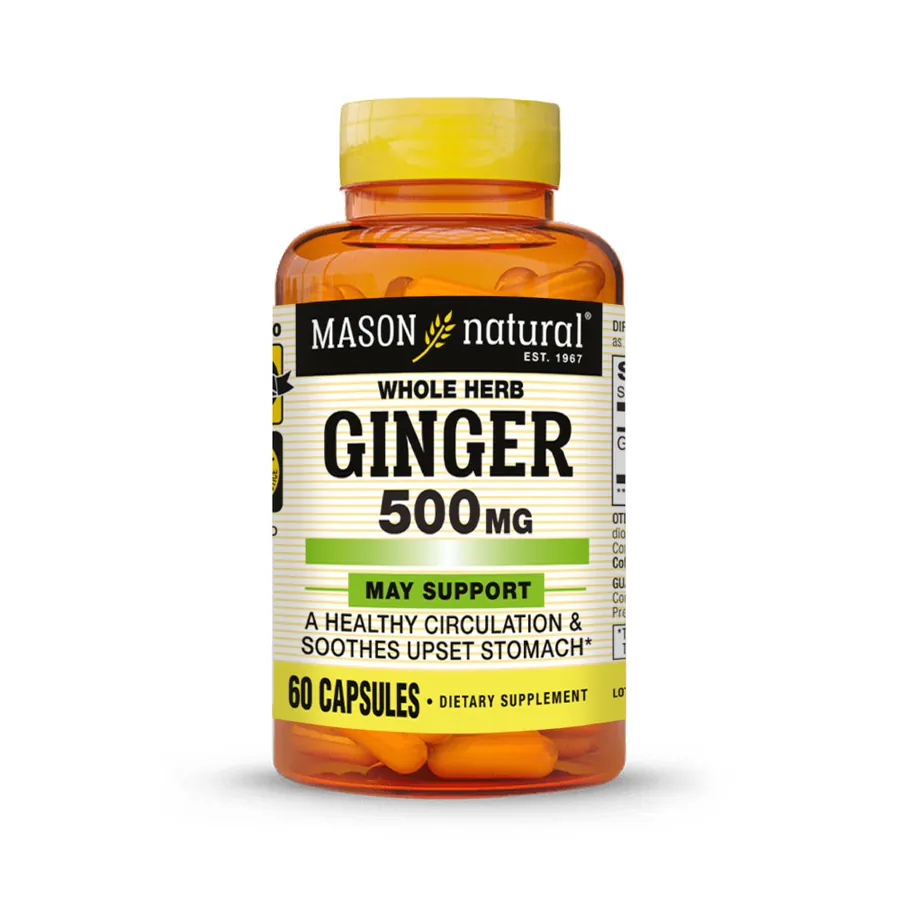 MASON natural®
EST. 1967
WHOLE HERB
GINGER
500 MG
MAY SUPPORT
A HEALTHY CIRCULATION &
SOOTHES UPSET STOMACH*
60 CAPSULES • DIETARY SUPPLEMENT